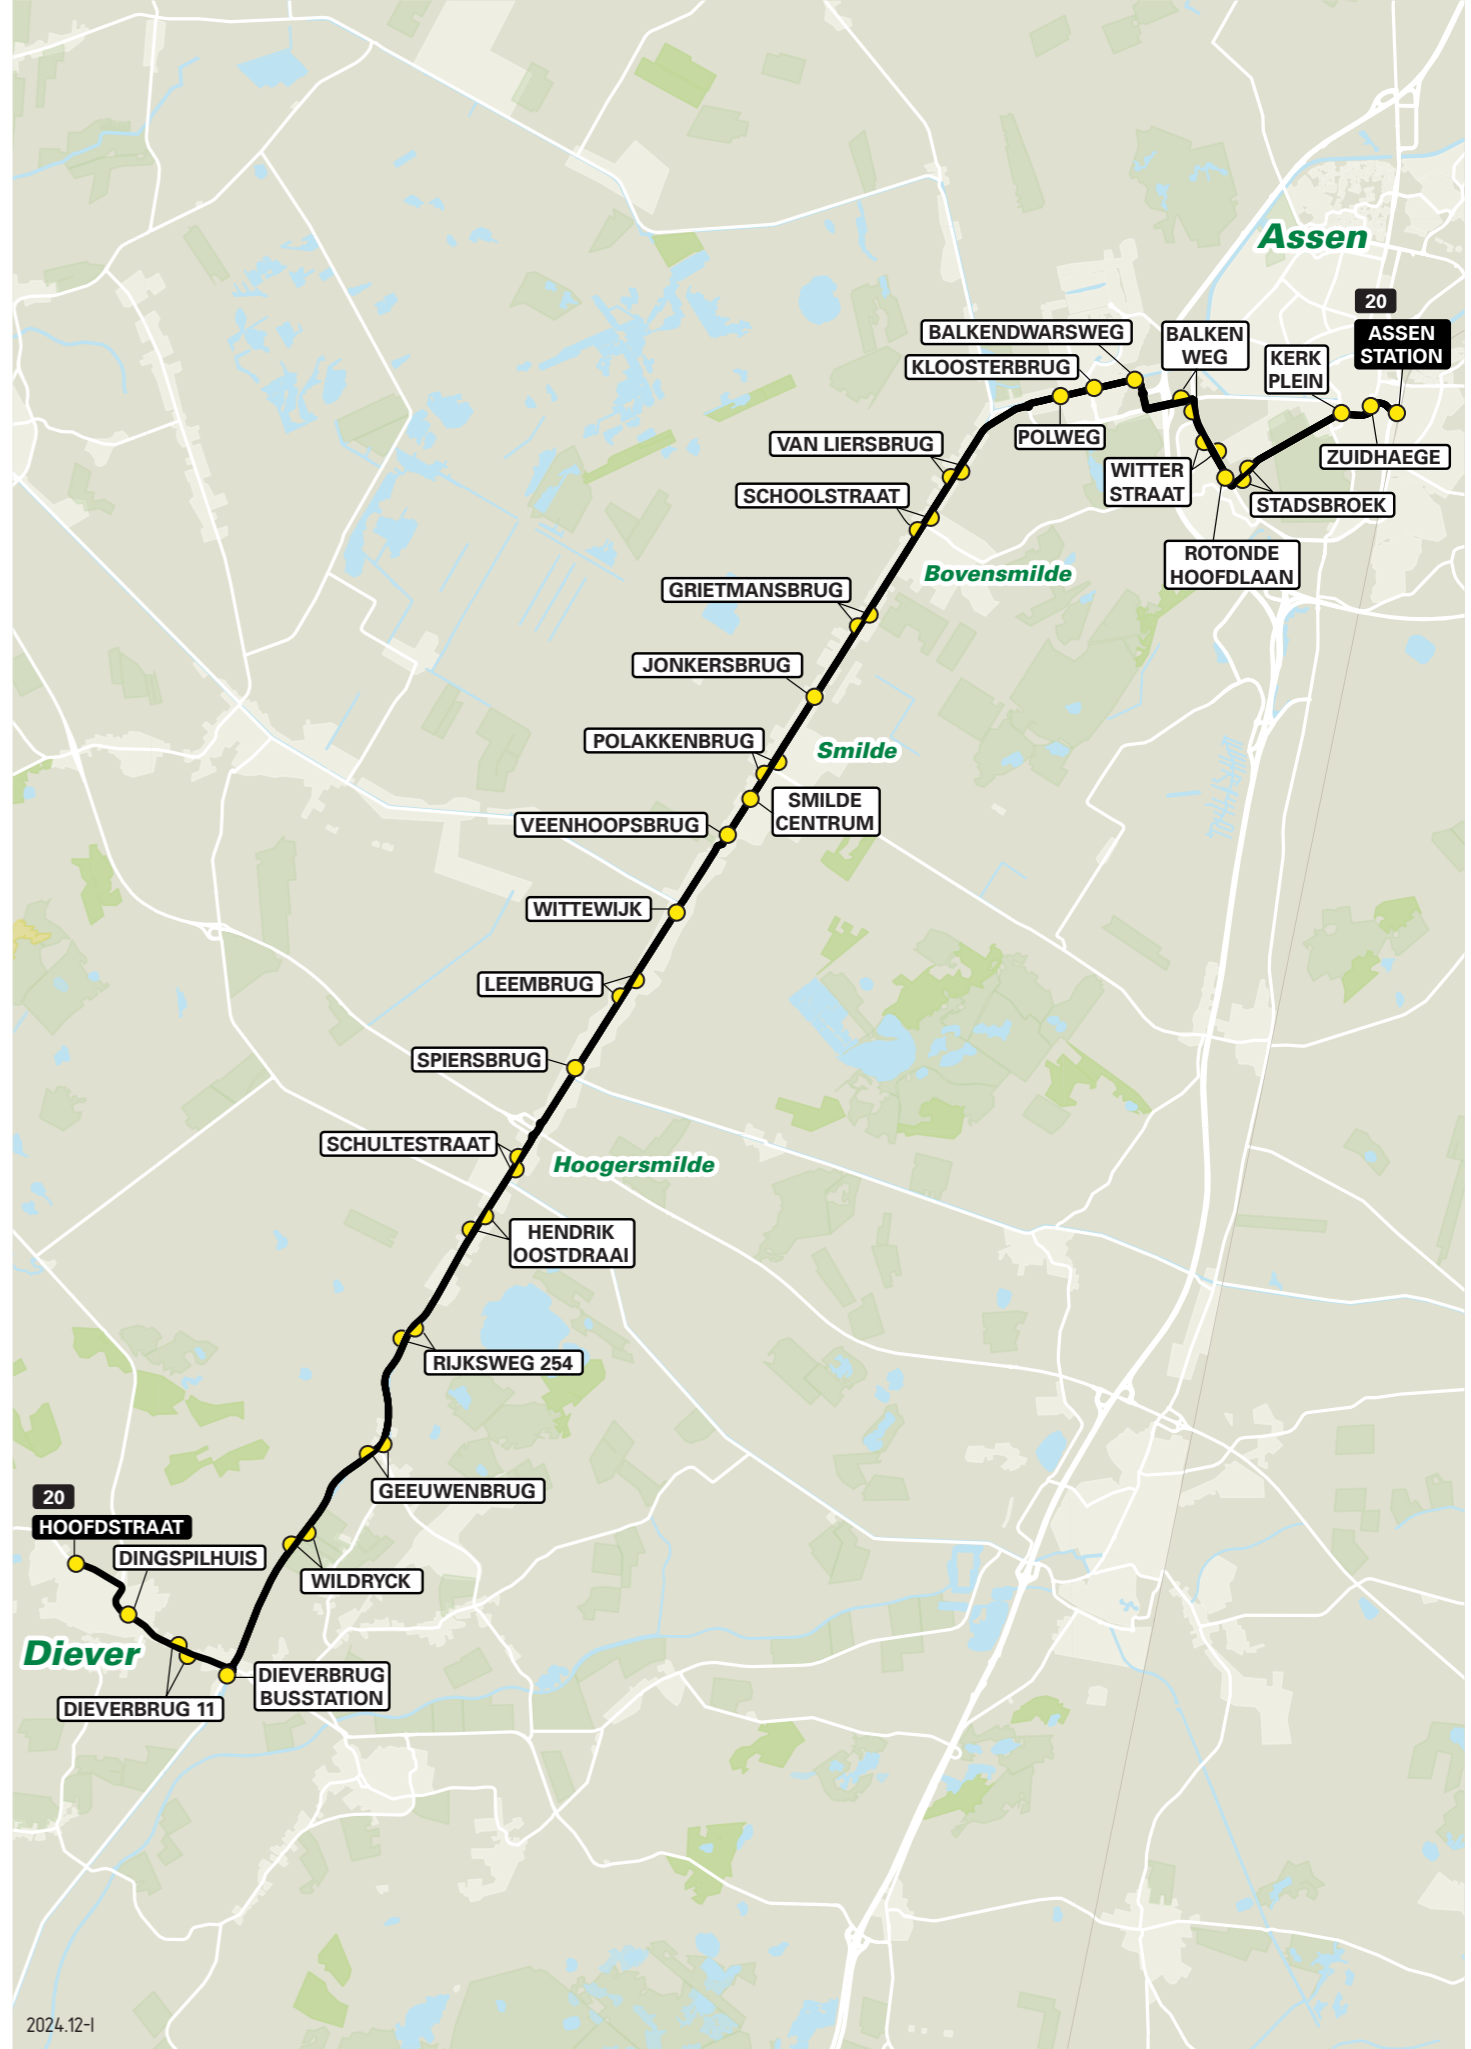 Assen
20
ASSEN
STATION
BALKENDWARSWEG
BALKEN
WEG
KERK
PLEIN
KLOOSTERBRUG
POLWEG
VAN LIERSBRUG
ZUIDHAEGE
WITTER
STRAAT
SCHOOLSTRAAT
STADSBROEK
ROTONDE
HOOFDLAAN
Bovensmilde
GRIETMANSBRUG
JONKERSBRUG
POLAKKENBRUG
Smilde
SMILDE
CENTRUM
VEENHOOPSBRUG
WITTEWIJK
LEEMBRUG
SPIERSBRUG
SCHULTESTRAAT
Hoogersmilde
HENDRIK
OOSTDRAAI
RIJKSWEG 254
GEEUWENBRUG
20
HOOFDSTRAAT
DINGSPILHUIS
WILDRYCK
Diever
DIEVERBRUG
BUSSTATION
DIEVERBRUG 11
2024.12-I